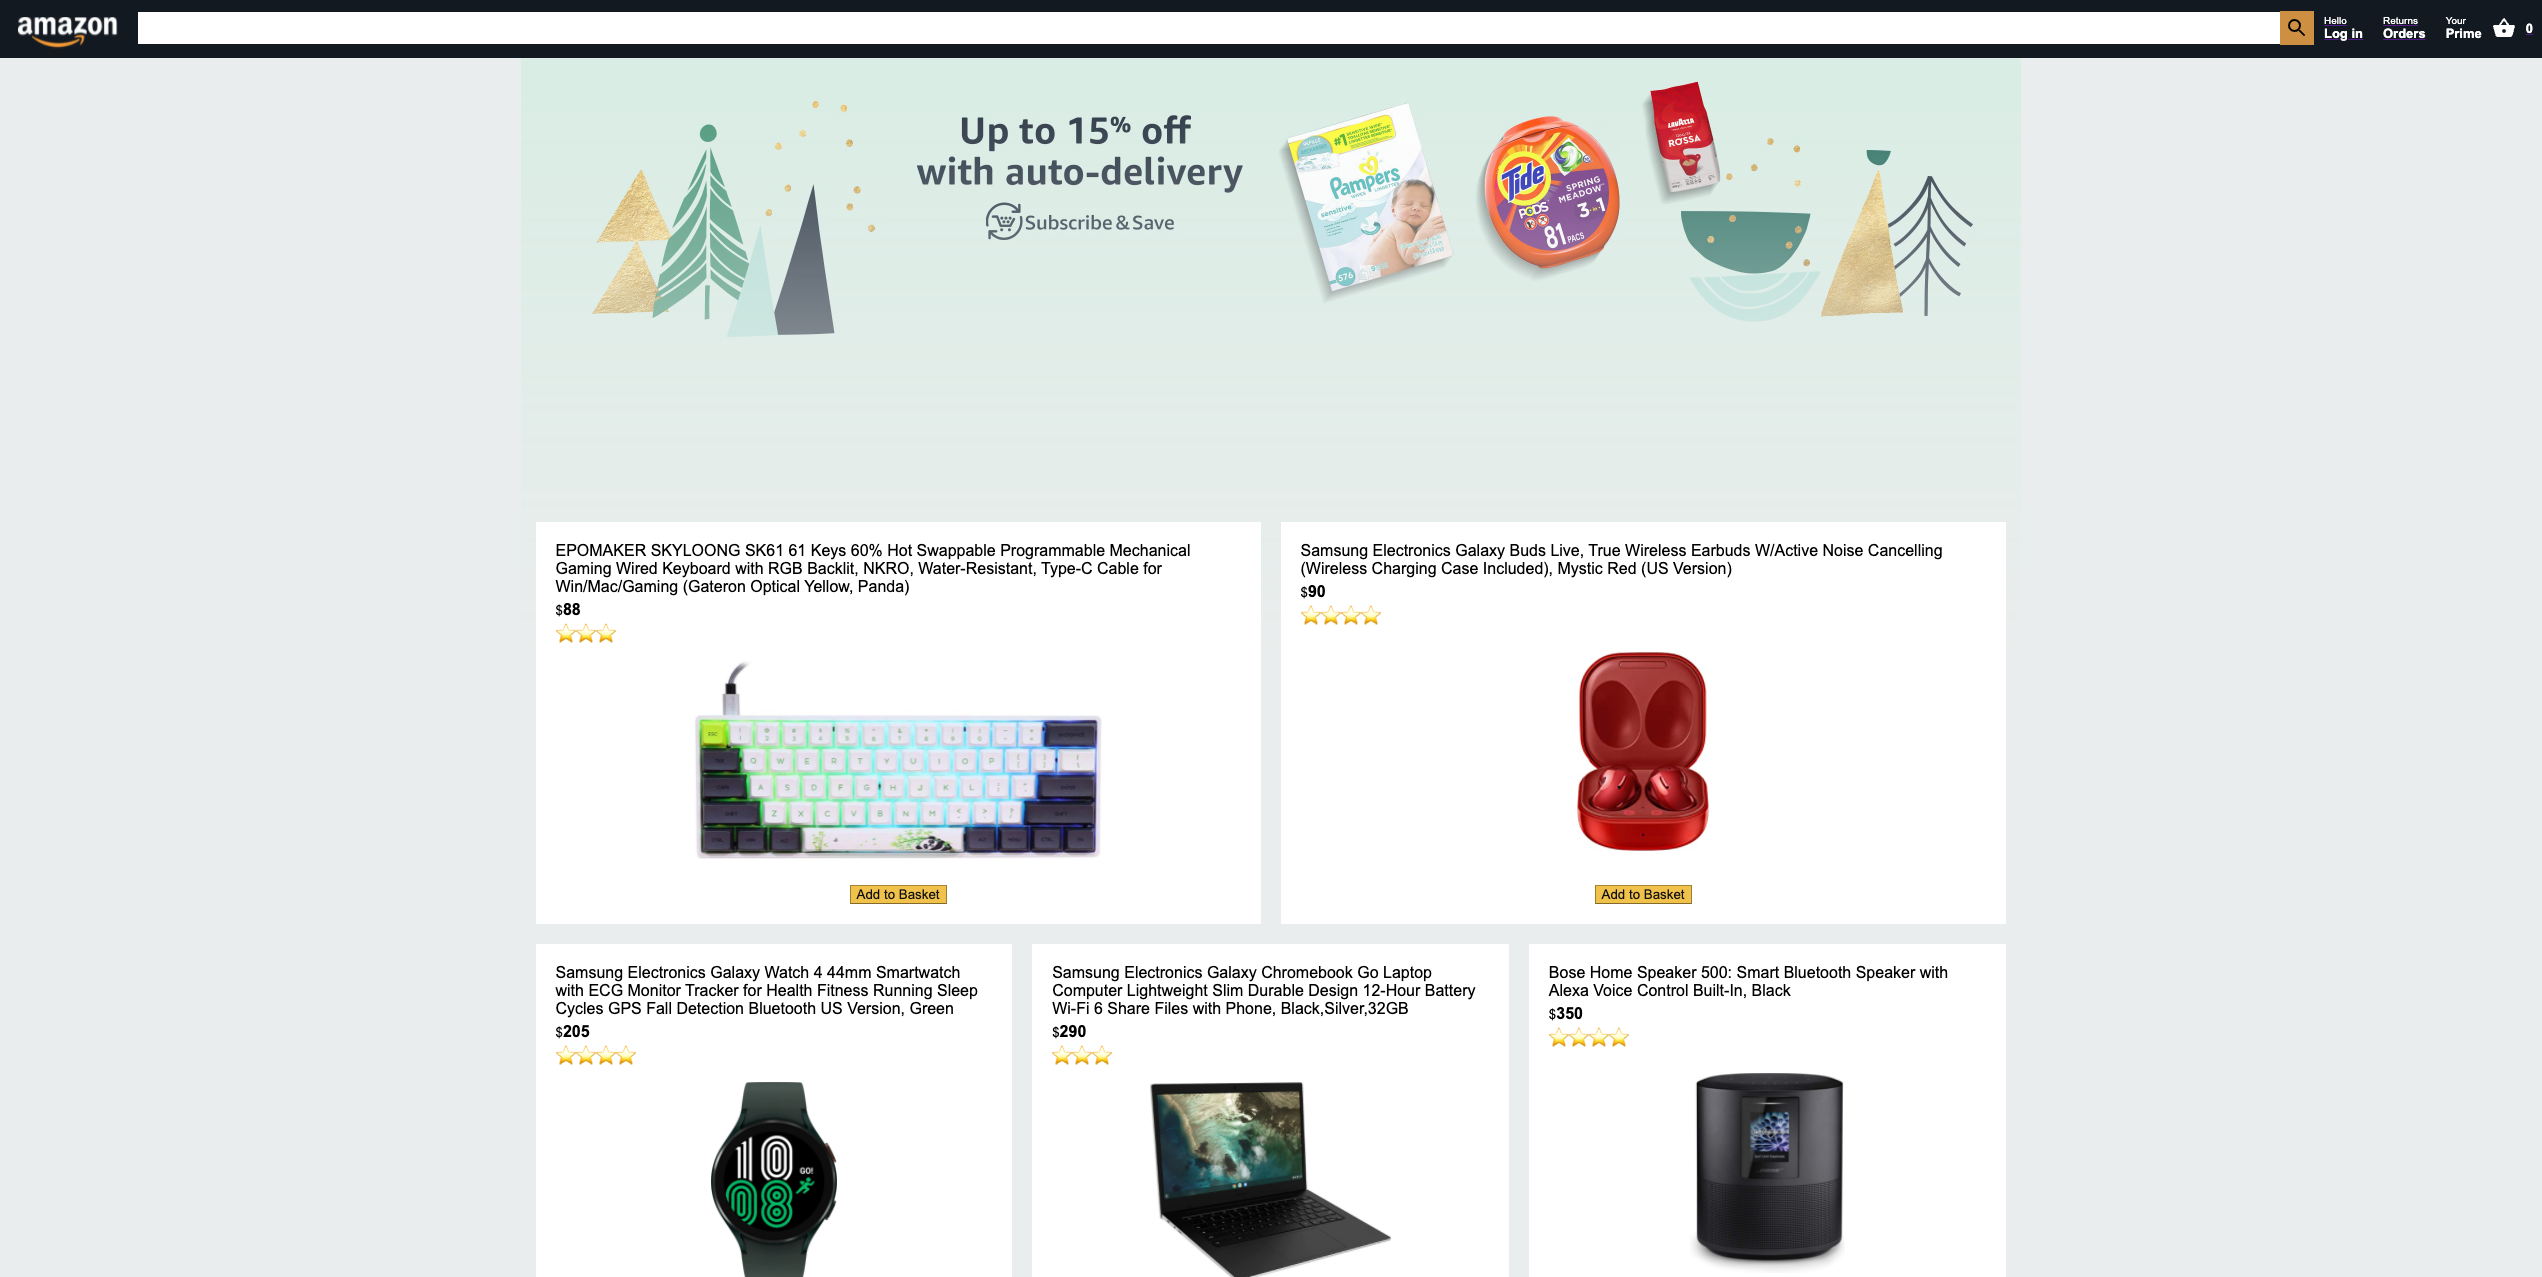 amazon
Hello
Log in
Returns
Orders
Your
Prime
0
Up to 15% off
with auto-delivery
Subscribe & Save
#1
Pampers
sensitive
576
Tide
PODS
SPRING
MEADOW
3 in 1
81 PACS
LAVAZZA
ROSSA
EPOMAKER SKYLOONG SK61 61 Keys 60% Hot Swappable Programmable Mechanical
Gaming Wired Keyboard with RGB Backlit, NKRO, Water-Resistant, Type-C Cable for
Win/Mac/Gaming (Gateron Optical Yellow, Panda)
$88
Add to Basket
Samsung Electronics Galaxy Buds Live, True Wireless Earbuds W/Active Noise Cancelling
(Wireless Charging Case Included), Mystic Red (US Version)
$90
Add to Basket
Samsung Electronics Galaxy Watch 4 44mm Smartwatch
with ECG Monitor Tracker for Health Fitness Running Sleep
Cycles GPS Fall Detection Bluetooth US Version, Green
$205
10
08
GO!
Samsung Electronics Galaxy Chromebook Go Laptop
Computer Lightweight Slim Durable Design 12-Hour Battery
Wi-Fi 6 Share Files with Phone, Black,Silver,32GB
$290
Bose Home Speaker 500: Smart Bluetooth Speaker with
Alexa Voice Control Built-In, Black
$350